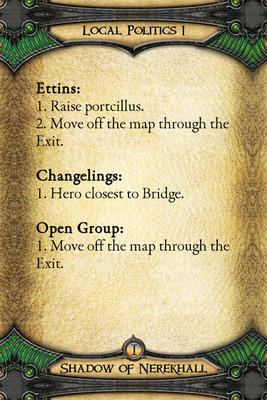 Local Politics 1
Ettins:
1. Raise portcillus.
2. Move off the map through the
Exit.
Changelings:
1. Hero closest to Bridge.
Open Group:
1. Move off the map through the
Exit.
1
Shadow of Nerekhall